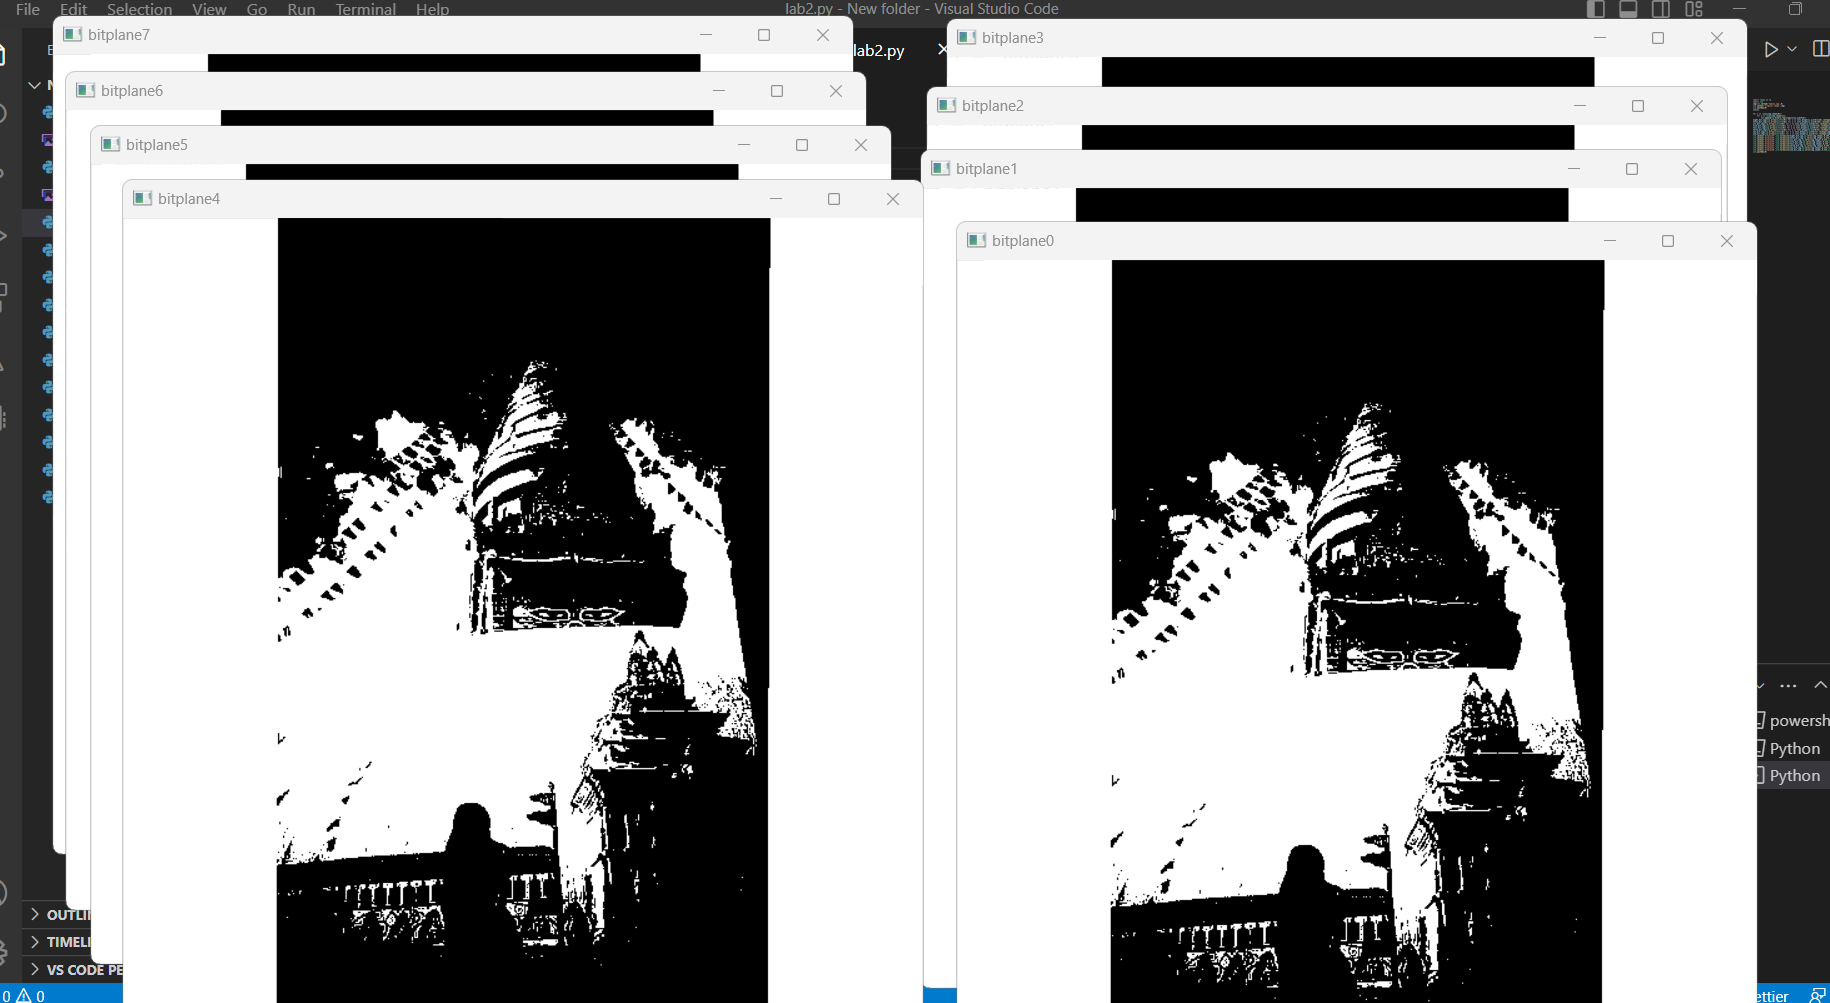 File Edit Selection View Go Run Terminal Help
lab2.py - New folder - Visual Studio Code
bitplane7
lab2.py
bitplane3
bitplane6
bitplane2
bitplane5
bitplane1
bitplane4
bitplane0
powersh
Python
Python
OUTLI
TIMELI
VS CODE PE
0 0
ettier